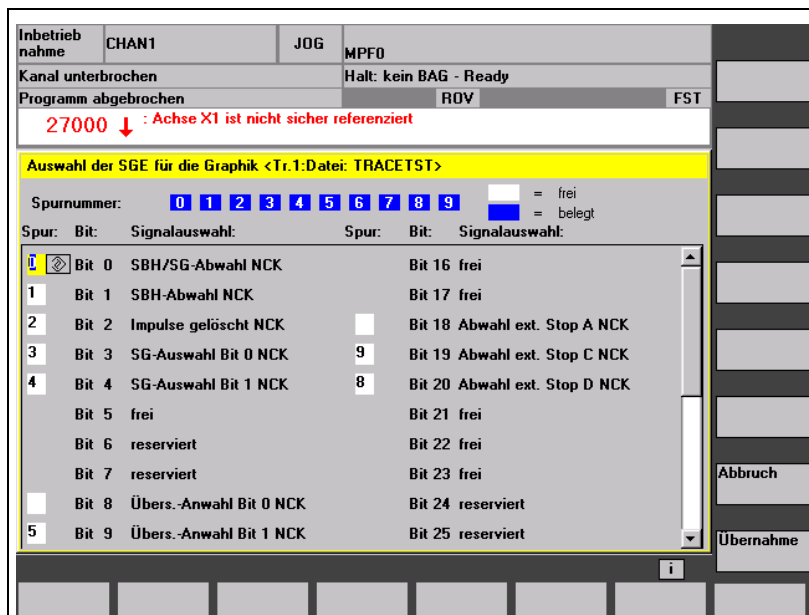 Inbetrieb
nahme
CHAN1
JOG
MPF0
Kanal unterbrochen
Halt: kein BAG - Ready
Programm abgebrochen
ROV
FST
27000 ↓ : Achse X1 ist nicht sicher referenziert
Auswahl der SGE für die Graphik <Tr.1:Datei: TRACETST>
Spurnummer: 0 1 2 3 4 5 6 7 8 9
= frei
= belegt
Spur: Bit: Signalauswahl: Spur: Bit: Signalauswahl:
0 Bit 0 SBH/SG-Abwahl NCK Bit 16 frei
1 Bit 1 SBH-Abwahl NCK Bit 17 frei
2 Bit 2 Impulse gelöscht NCK Bit 18 Abwahl ext. Stop A NCK
3 Bit 3 SG-Auswahl Bit 0 NCK 9 Bit 19 Abwahl ext. Stop C NCK
4 Bit 4 SG-Auswahl Bit 1 NCK 8 Bit 20 Abwahl ext. Stop D NCK
Bit 5 frei Bit 21 frei
Bit 6 reserviert Bit 22 frei
Bit 7 reserviert Bit 23 frei
Bit 8 Übers.-Anwahl Bit 0 NCK Bit 24 reserviert
5 Bit 9 Übers.-Anwahl Bit 1 NCK Bit 25 reserviert
Abbruch
Übernahme
i